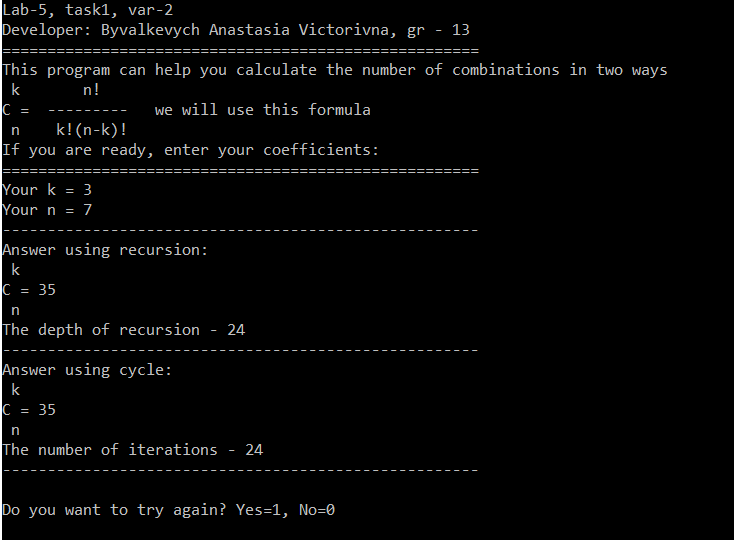 Lab-5, task1, var-2
Developer: Byvalkevych Anastasia Victorivna, gr - 13
=====================================================
This program can help you calculate the number of combinations in two ways
 k       n!
C =  ---------   we will use this formula
 n    k!(n-k)!
If you are ready, enter your coefficients:
=====================================================
Your k = 3
Your n = 7
-----------------------------------------------------
Answer using recursion:
 k
C = 35
 n
The depth of recursion - 24
-----------------------------------------------------
Answer using cycle:
 k
C = 35
 n
The number of iterations - 24
-----------------------------------------------------
Do you want to try again? Yes=1, No=0